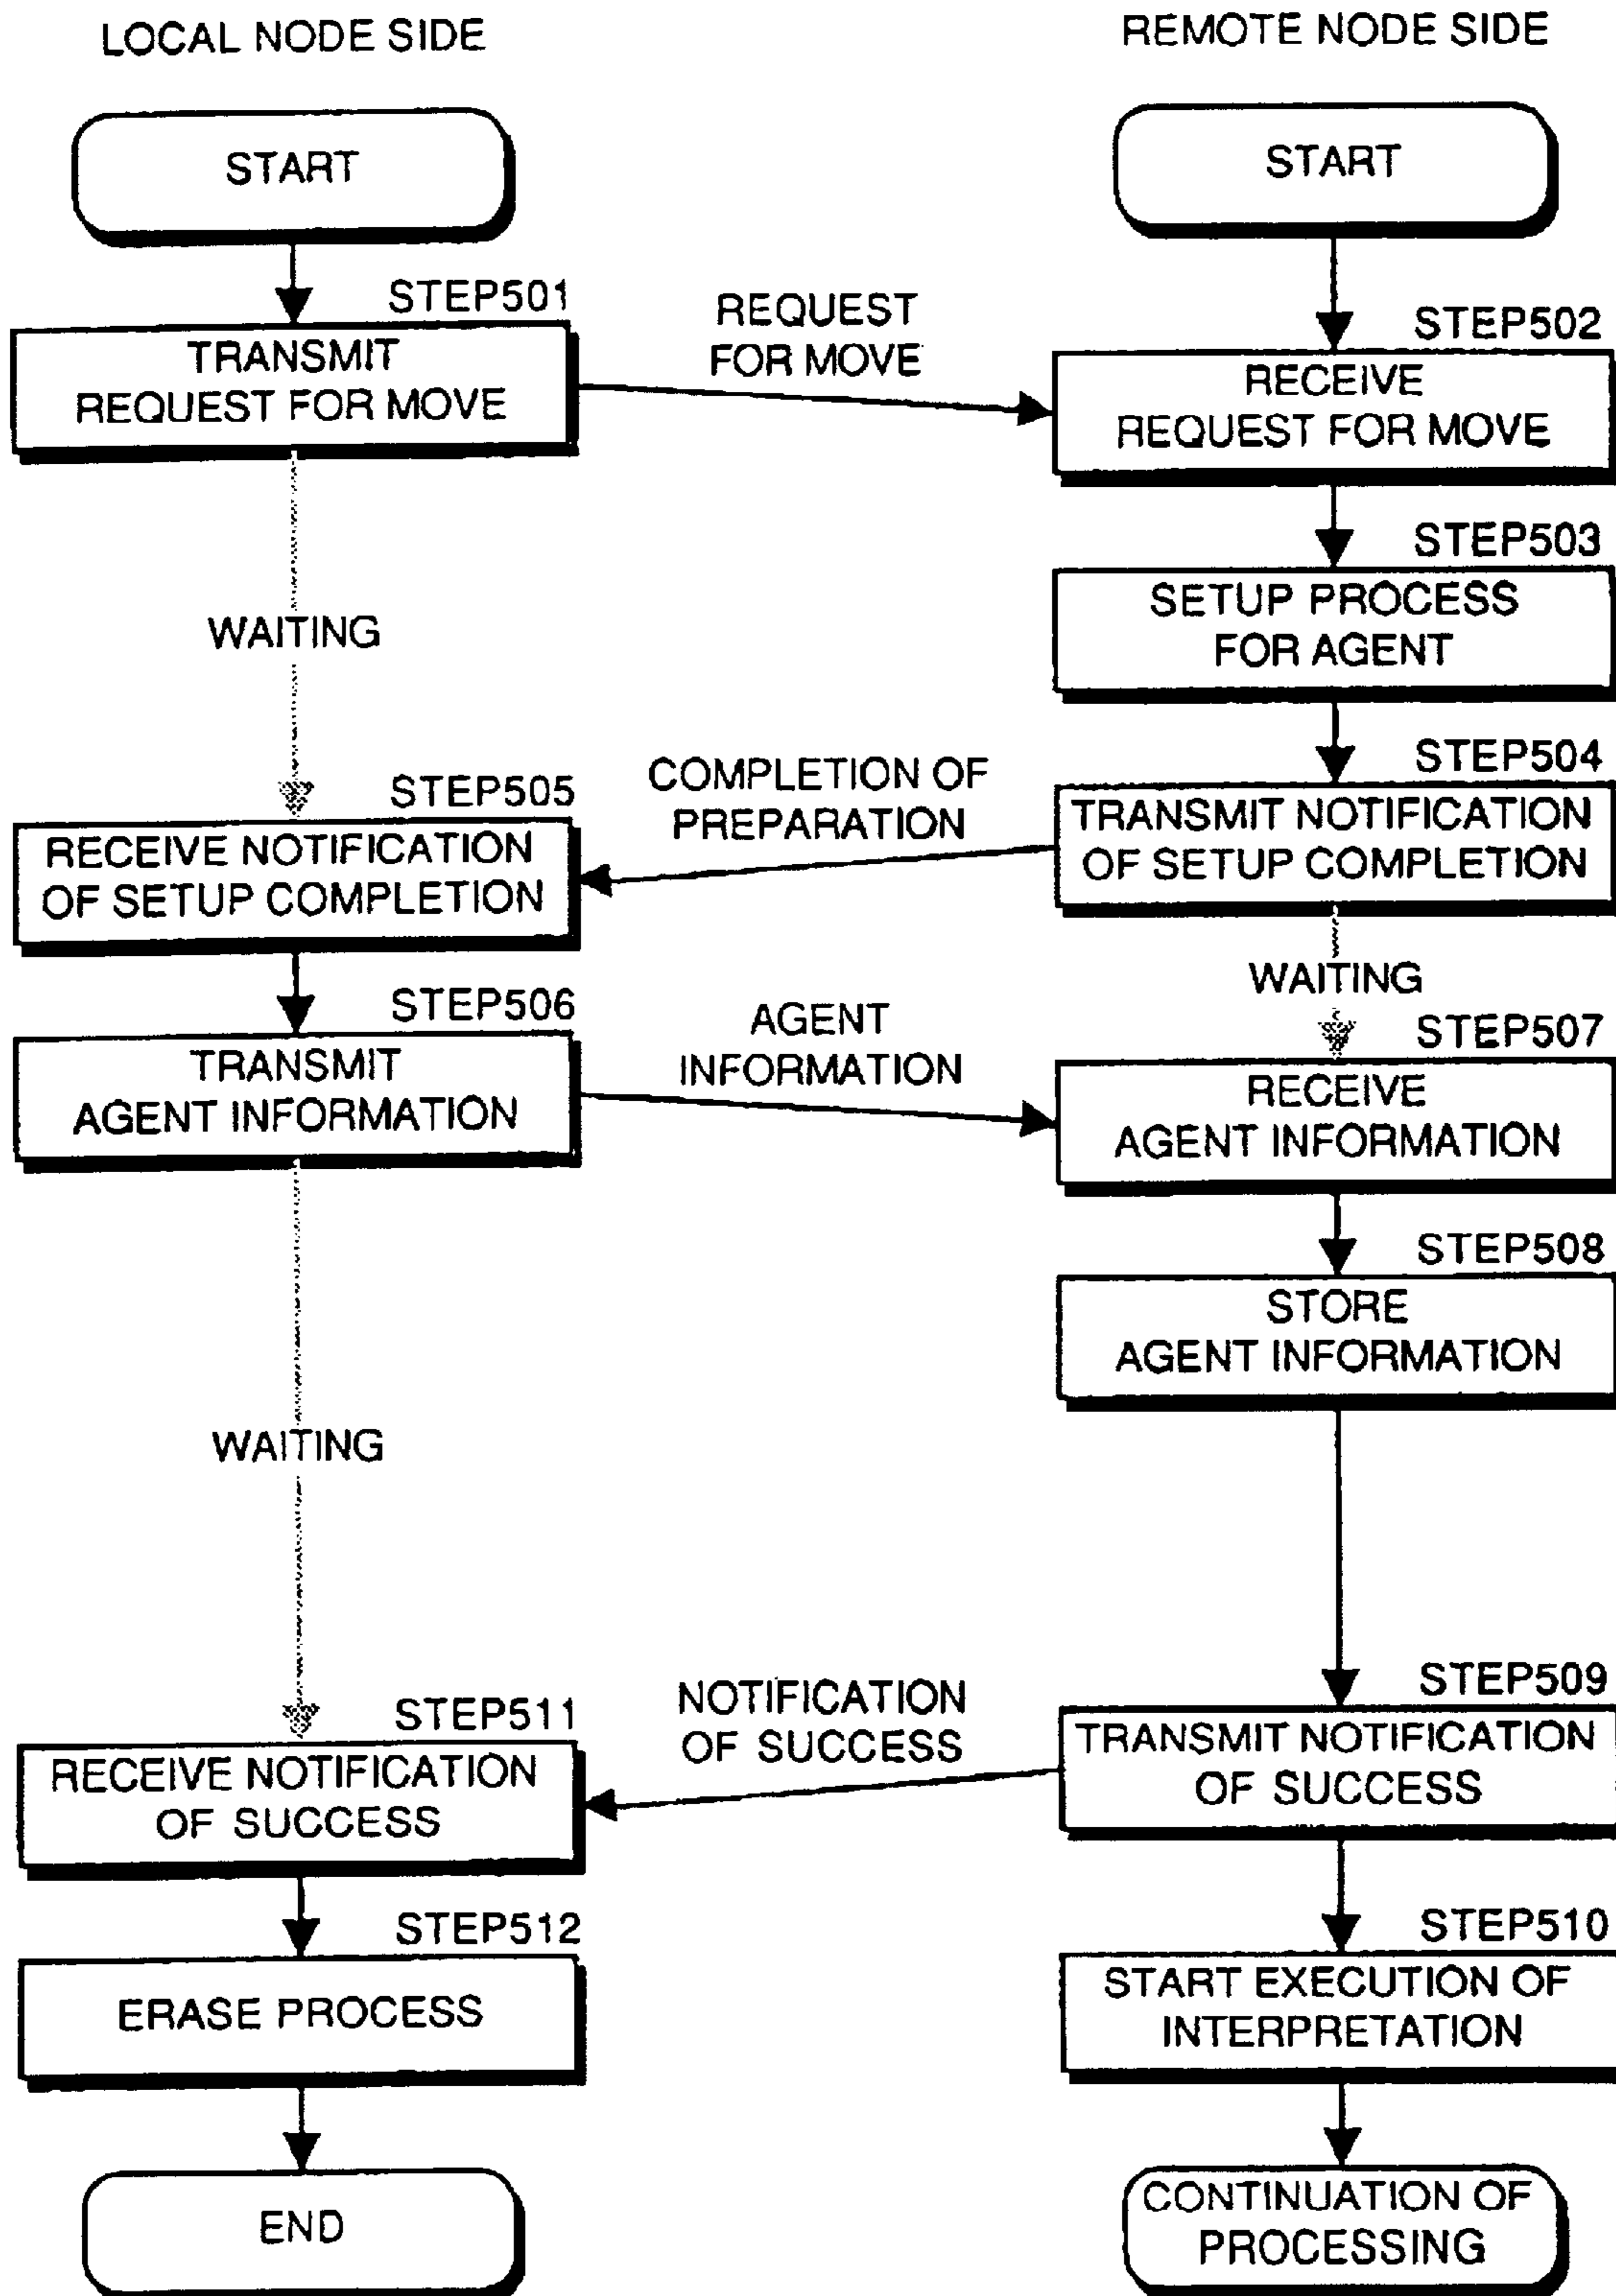 LOCAL NODE SIDE
REMOTE NODE SIDE
START
START
STEP501
TRANSMIT
REQUEST FOR MOVE
REQUEST
FOR MOVE
STEP502
RECEIVE
REQUEST FOR MOVE
STEP503
SETUP PROCESS
FOR AGENT
WAITING
STEP504
TRANSMIT NOTIFICATION
OF SETUP COMPLETION
COMPLETION OF
PREPARATION
STEP505
RECEIVE NOTIFICATION
OF SETUP COMPLETION
WAITING
STEP506
TRANSMIT
AGENT INFORMATION
AGENT
INFORMATION
STEP507
RECEIVE
AGENT INFORMATION
STEP508
STORE
AGENT INFORMATION
WAITING
STEP509
TRANSMIT NOTIFICATION
OF SUCCESS
NOTIFICATION
OF SUCCESS
STEP511
RECEIVE NOTIFICATION
OF SUCCESS
STEP512
ERASE PROCESS
STEP510
START EXECUTION OF
INTERPRETATION
END
CONTINUATION OF
PROCESSING